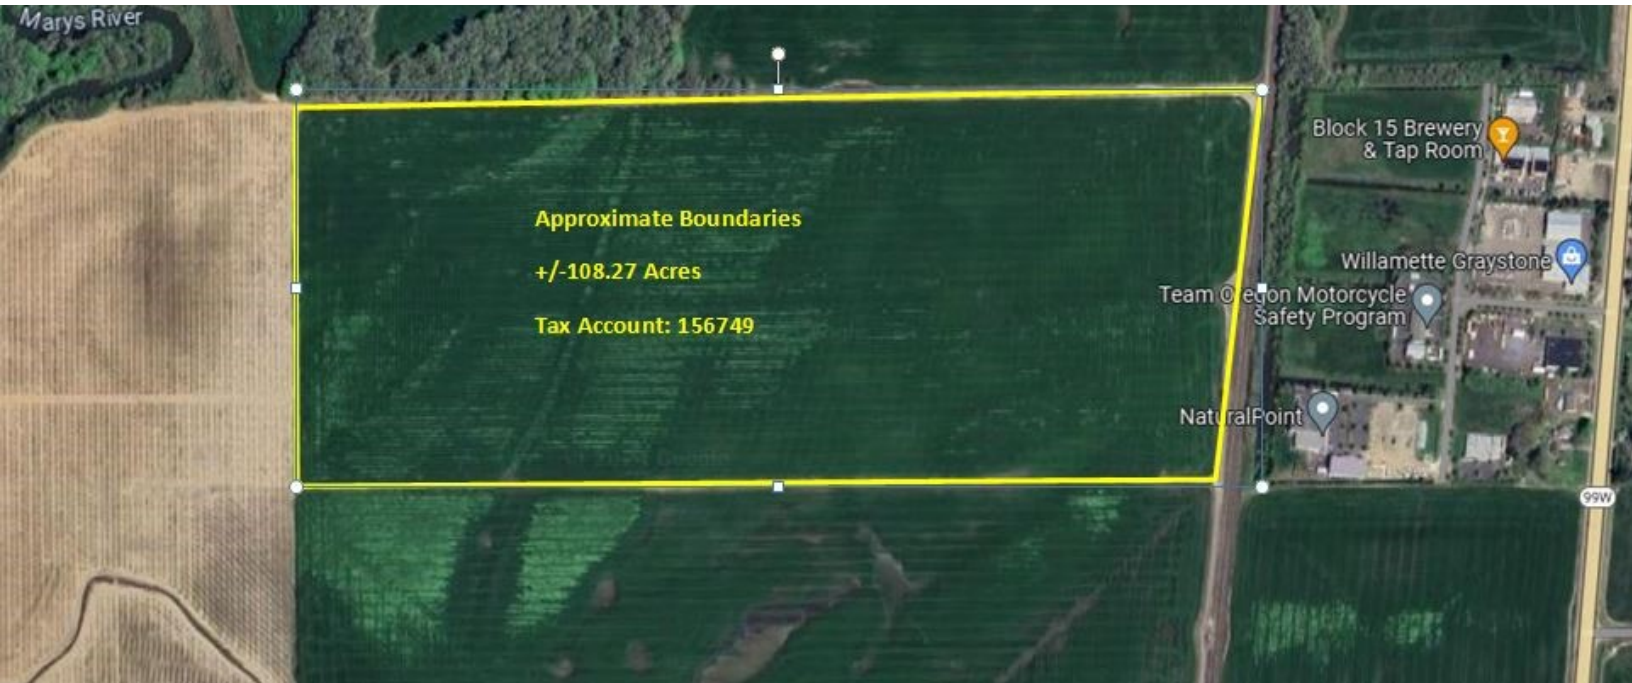 Marys River
Block 15 Brewery
& Tap Room
Approximate Boundaries
Willamette Graystone
+/-108.27 Acres
Team Oregon Motorcycle
Safety Program
Tax Account: 156749
NaturalPoint
99W